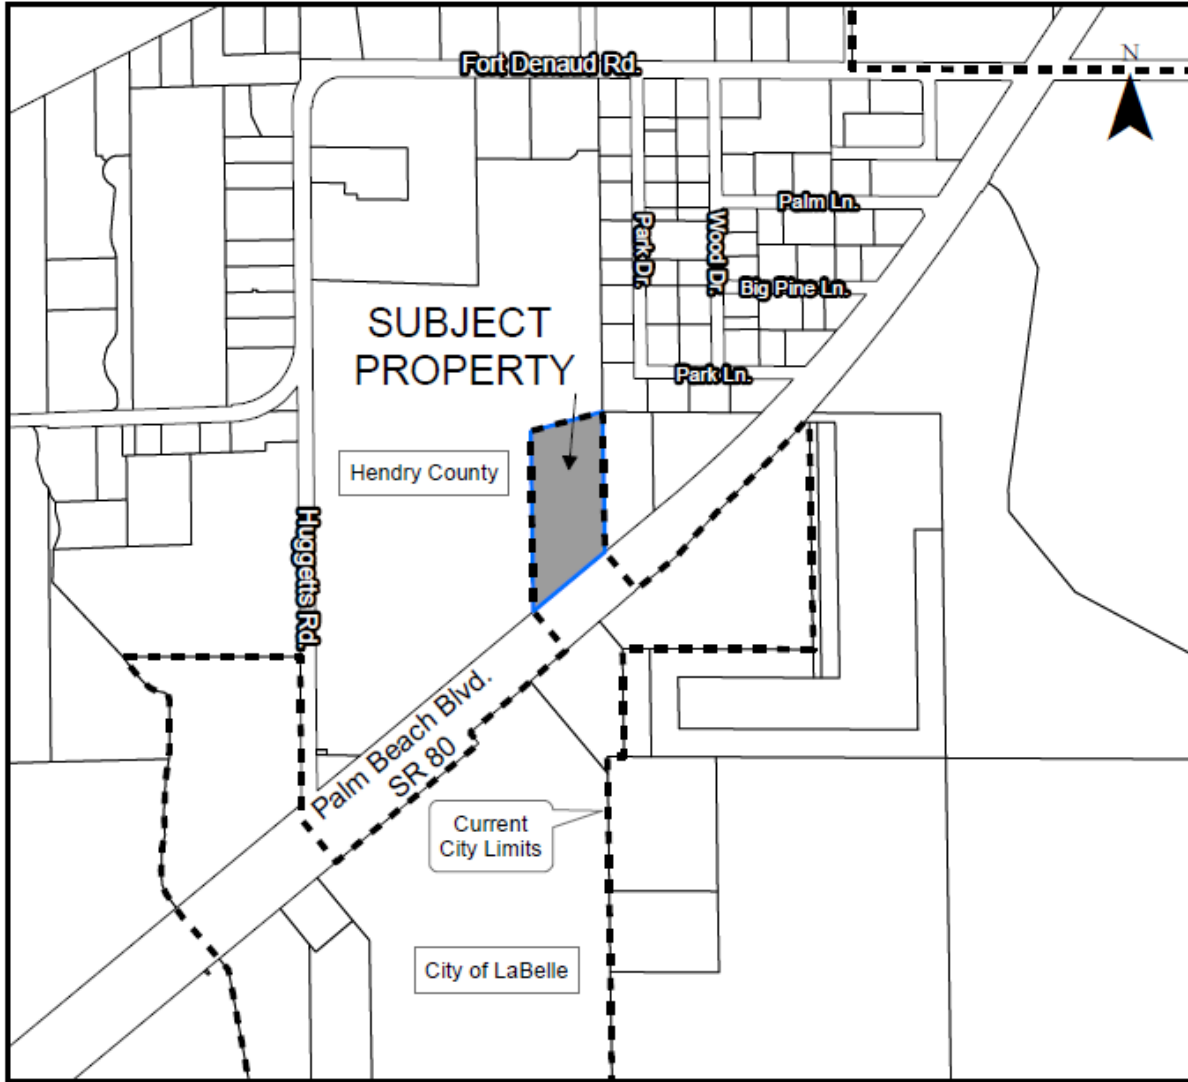 Fort Denaud Rd.
N
Palm Ln.
Park Dr.
Wood Dr.
Big Pine Ln.
SUBJECT
PROPERTY
Park Ln.
Hendry County
Huggetts Rd.
Palm Beach Blvd.
SR 80
Current
City Limits
City of LaBelle